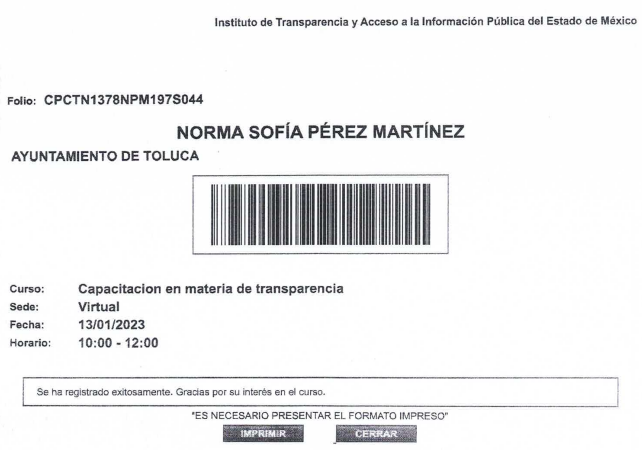 Instituto de Transparencia y Acceso a la Información Pública del Estado de México
Folio: CPCTN1378NPM197S044
NORMA SOFÍA PÉREZ MARTÍNEZ
AYUNTAMIENTO DE TOLUCA
Curso: Capacitacion en materia de transparencia
Sede: Virtual
Fecha: 13/01/2023
Horario: 10:00 - 12:00
Se ha registrado exitosamente. Gracias por su interés en el curso.
"ES NECESARIO PRESENTAR EL FORMATO IMPRESO"
IMPRIMIR CERRAR